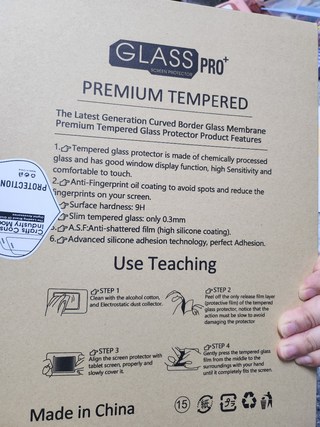 GLASS PRO+
SCREEN PROTECTOR
PREMIUM TEMPERED
The Latest Generation Curved Border Glass Membrane
Premium Tempered Glass Protector Product Features
1.Tempered glass protector is made of chemically processed
glass and has good window display function, high Sensitivity and
comfortable to touch.
2.Anti-Fingerprint oil coating to avoid spots and reduce the
fingerprints on your screen.
Surface hardness: 9H
Slim tempered glass: only 0.3mm
A.S.F:Anti-shattered film (high silicone coating).
6.Advanced silicone adhesion technology, perfect Adhesion.
PROTECTION
Crafts Cons
Industry Mo
Use Teaching
STEP 1
Clean with the alcohol cotton,
and Electrostatic dust collector.
STEP 2
Peel off the only release film layer
(protective film) of the tempered
glass protector, notice that the
action must be slow to avoid
damaging the protector
STEP 3
Align the screen protector with
tablet screen, properly and
slowly cover it.
STEP 4
Gently press the tempered glass
film from the middle to the
surroundings with your hand
until it completely fits the screen.
Made in China
15 紙 プラ